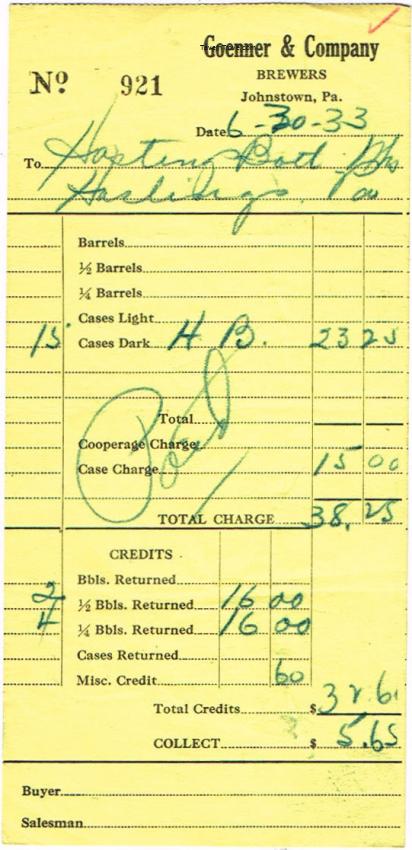 Goenner & Company
BREWERS
Johnstown, Pa.
No 921
Date 6-30-33
To Hasting Bott
Hastings, Pa
Barrels
½ Barrels
¼ Barrels
Cases Light
15 Cases Dark H B. 23 25
Paid
Total
Cooperage Charge
Case Charge 15 00
TOTAL CHARGE 38.25
CREDITS
Bbls. Returned
2 ½ Bbls. Returned 16 00
4 ¼ Bbls. Returned 16 00
Cases Returned
Misc. Credit 60
Total Credits $ 32.60
COLLECT $ 5.65
Buyer
Salesman